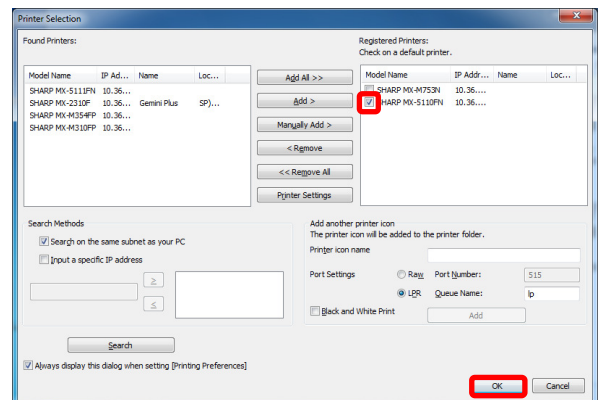 Printer Selection
Found Printers:
Registered Printers:
Check on a default printer.
Model Name IP Ad... Name Loc...
SHARP MX-5111FN 10.36...
SHARP MX-2310F 10.36... Gemini Plus SP)...
SHARP MX-M354FP 10.36...
SHARP MX-M310FP 10.36...
Add All >>
Add >
Manually Add >
< Remove
<< Remove All
Printer Settings
Model Name IP Addr... Name Loc...
SHARP MX-M753N 10.36....
SHARP MX-5110FN 10.36....
Search Methods
Search on the same subnet as your PC
Input a specific IP address
≥
≤
Search
Always display this dialog when setting [Printing Preferences]
Add another printer icon
The printer icon will be added to the printer folder.
Printer icon name
Port Settings Raw Port Number: 515
LPR Queue Name: lp
Black and White Print Add
OK Cancel